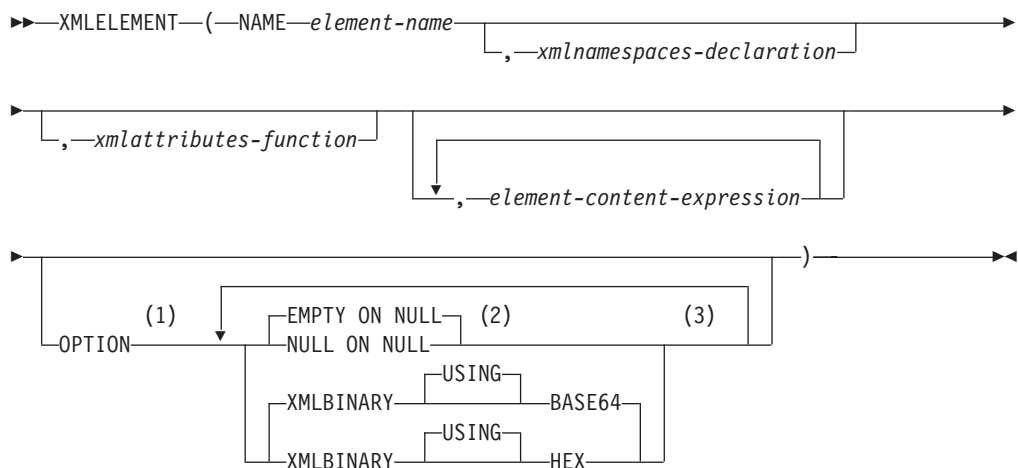 XMLELEMENT ( NAME element-name
, xmlnamespaces-declaration
, xmlattributes-function
, element-content-expression
)
(1) EMPTY ON NULL (2) (3)
OPTION NULL ON NULL
USING
XMLBINARY BASE64
USING
XMLBINARY HEX